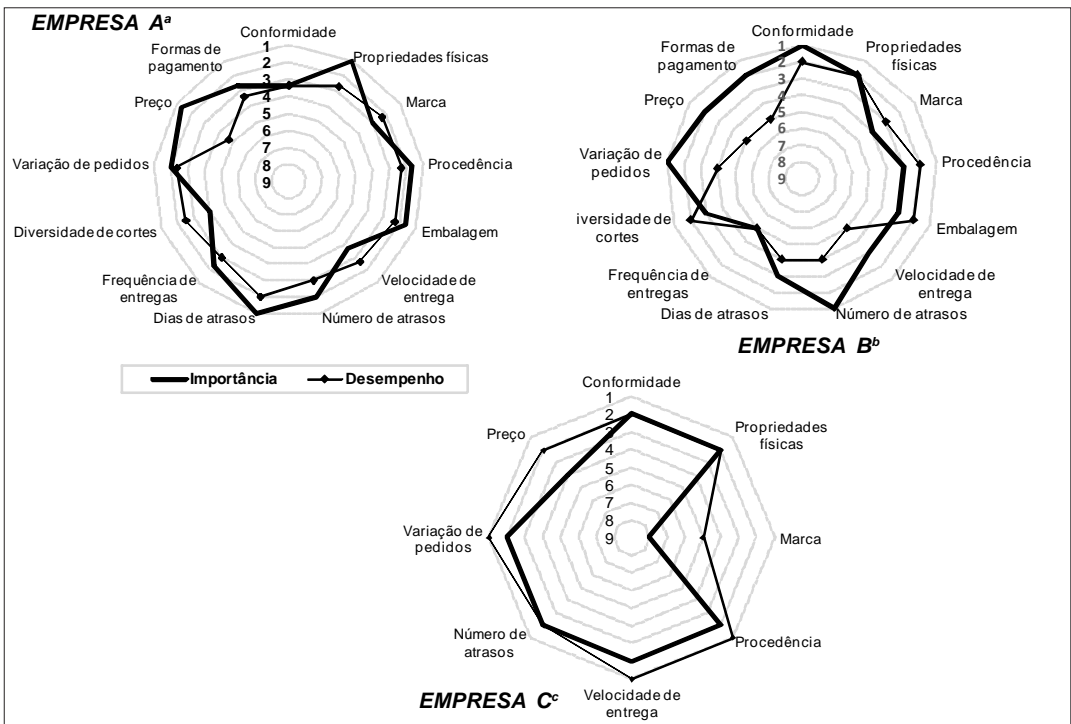 EMPRESA Aᵃ
Conformidade
Propriedades físicas
Marca
Procedência
Embalagem
Velocidade de
entrega
Número de atrasos
Dias de atrasos
Frequência de
entregas
Diversidade de cortes
Variação de pedidos
Preço
Formas de
pagamento
1
2
3
4
5
6
7
8
9
Conformidade
Propriedades
físicas
Marca
Procedência
Embalagem
Velocidade de
entrega
Número de atrasos
Dias de atrasos
Frequência de
entregas
iversidade de
cortes
Variação de
pedidos
Preço
Formas de
pagamento
1
2
3
4
5
6
7
8
9
EMPRESA Bᵇ
Importância Desempenho
Conformidade
Propriedades
físicas
Marca
Procedência
Velocidade de
entrega
Número de
atrasos
Variação de
pedidos
Preço
1
2
3
4
5
6
7
8
9
EMPRESA Cᶜ